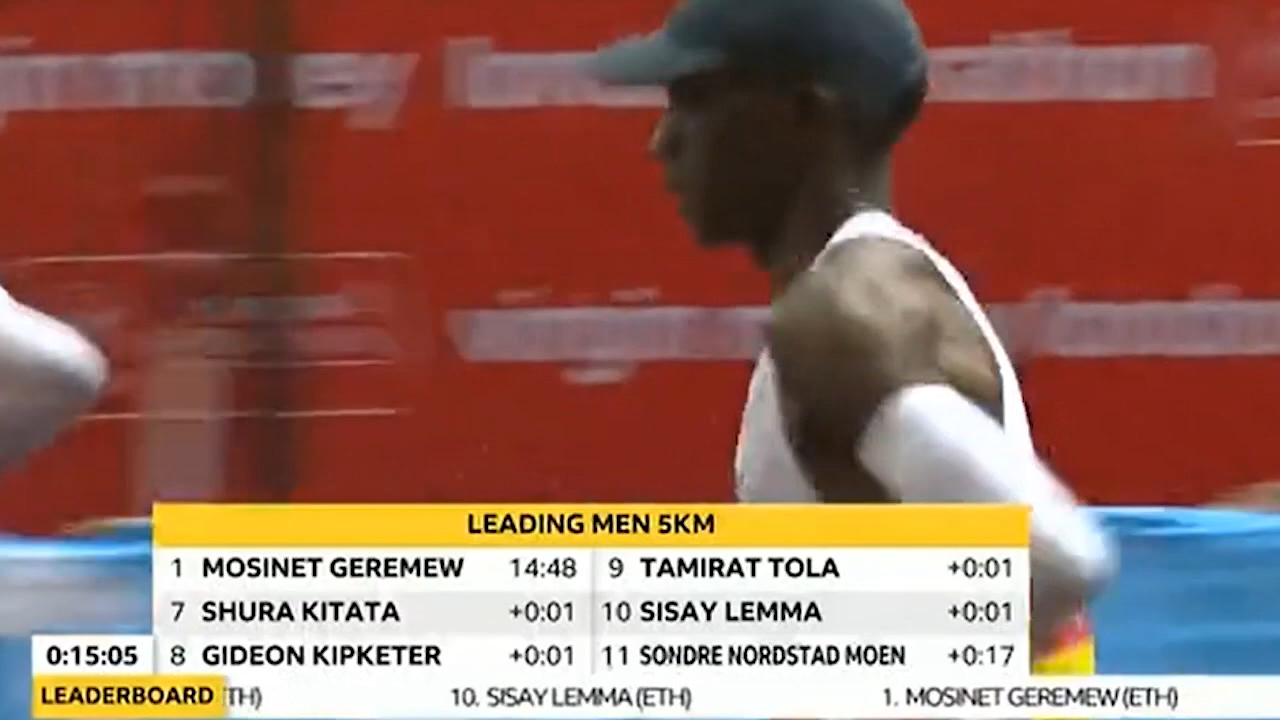 LEADING MEN 5KM
1 MOSINET GEREMEW 14:48 9 TAMIRAT TOLA +0:01
7 SHURA KITATA +0:01 10 SISAY LEMMA +0:01
0:15:05 8 GIDEON KIPKETER +0:01 11 SONDRE NORDSTAD MOEN +0:17
LEADERBOARD TH) 10. SISAY LEMMA (ETH) 1. MOSINET GEREMEW (ETH)